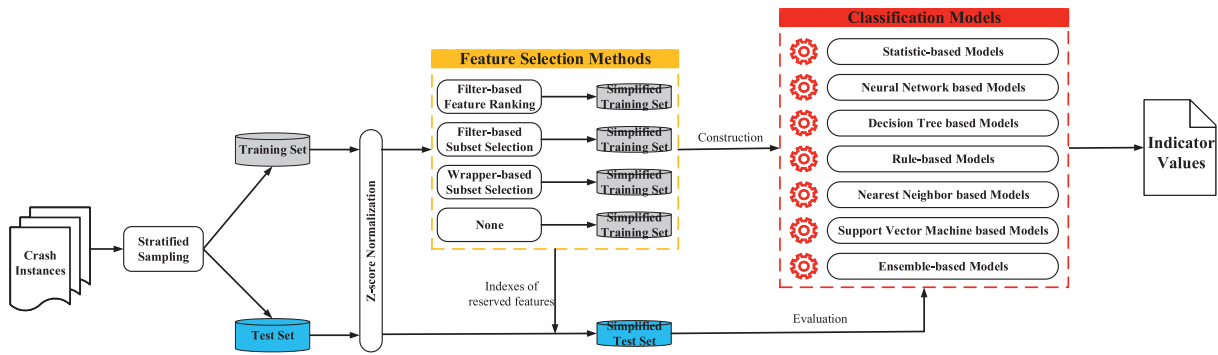 Crash
Instances
Stratified
Sampling
Training Set
Test Set
Z-score Normalization
Feature Selection Methods
Filter-based
Feature Ranking
Simplified
Training Set
Filter-based
Subset Selection
Simplified
Training Set
Wrapper-based
Subset Selection
Simplified
Training Set
None
Simplified
Training Set
Indexes of
reserved features
Simplified
Test Set
Construction
Evaluation
Classification Models
Statistic-based Models
Neural Network based Models
Decision Tree based Models
Rule-based Models
Nearest Neighbor based Models
Support Vector Machine based Models
Ensemble-based Models
Indicator
Values